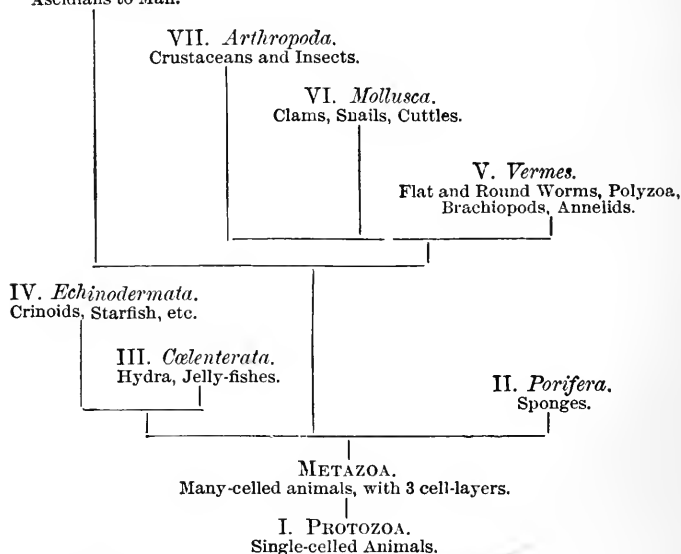 Ascidians to Man.
VII. Arthropoda.
Crustaceans and Insects.
VI. Mollusca.
Clams, Snails, Cuttles.
V. Vermes.
Flat and Round Worms, Polyzoa,
Brachiopods, Annelids.
IV. Echinodermata.
Crinoids, Starfish, etc.
III. Cœlenterata.
Hydra, Jelly-fishes.
II. Porifera.
Sponges.
METAZOA.
Many-celled animals, with 3 cell-layers.
I. PROTOZOA.
Single-celled Animals.